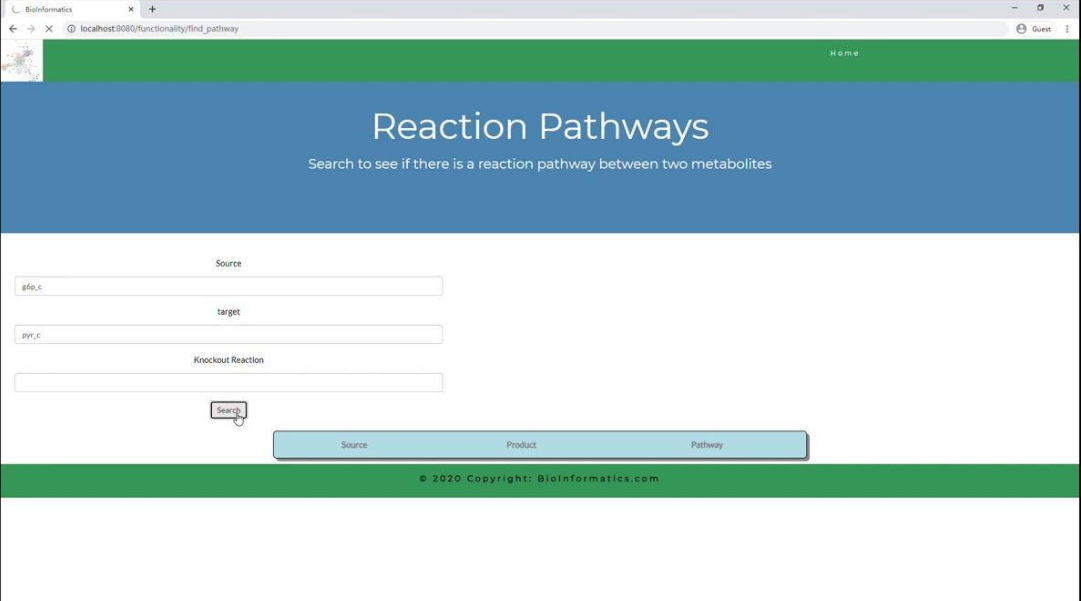 BioInformatics
localhost:8080/functionality/find_pathway
Guest
Home
Reaction Pathways
Search to see if there is a reaction pathway between two metabolites
Source
g6p_c
target
pyr_c
Knockout Reaction
Search
Source Product Pathway
© 2020 Copyright: BioInformatics.com